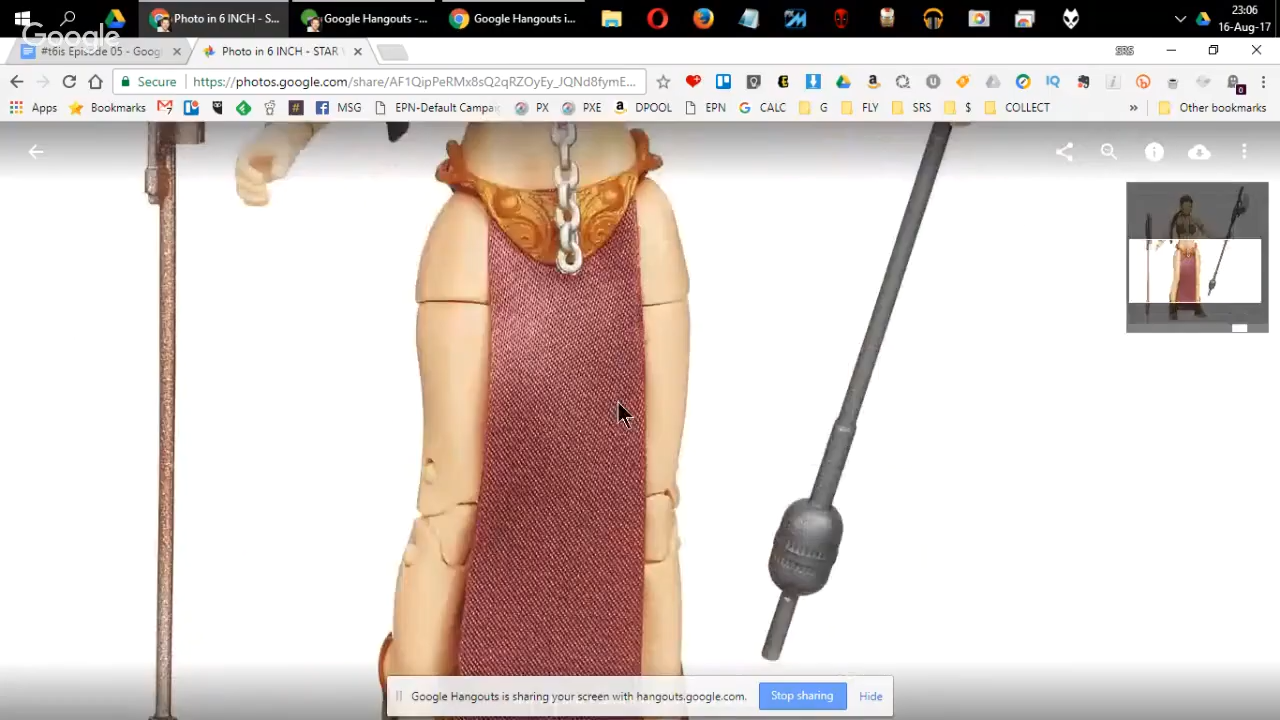 Photo in 6 INCH - S...
Google Hangouts -...
Google Hangouts i...
23:06
16-Aug-17
Google
#t6is Episode 05 - Goog
Photo in 6 INCH - STAR
SRS
Secure
https://photos.google.com/share/AF1QipPeRMx8sQ2qRZOyEy_JQNd8fymE...
Apps
Bookmarks
MSG
EPN-Default Campa
PX
PXE
DPOOL
EPN
CALC
G
FLV
SRS
$
COLLECT
»
Other bookmarks
Google Hangouts is sharing your screen with hangouts.google.com.
Stop sharing
Hide